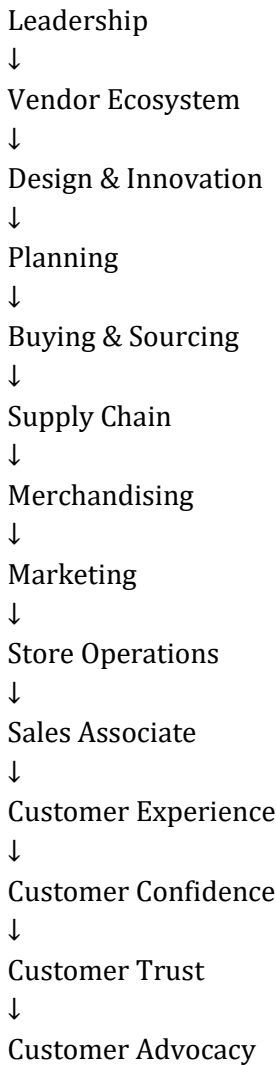 Leadership
↓
Vendor Ecosystem
↓
Design & Innovation
↓
Planning
↓
Buying & Sourcing
↓
Supply Chain
↓
Merchandising
↓
Marketing
↓
Store Operations
↓
Sales Associate
↓
Customer Experience
↓
Customer Confidence
↓
Customer Trust
↓
Customer Advocacy